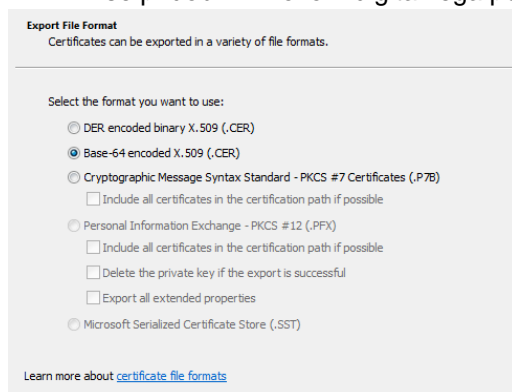 Export File Format
Certificates can be exported in a variety of file formats.
Select the format you want to use:
DER encoded binary X.509 (.CER)
Base-64 encoded X.509 (.CER)
Cryptographic Message Syntax Standard - PKCS #7 Certificates (.P7B)
Include all certificates in the certification path if possible
Personal Information Exchange - PKCS #12 (.PFX)
Include all certificates in the certification path if possible
Delete the private key if the export is successful
Export all extended properties
Microsoft Serialized Certificate Store (.SST)
Learn more about certificate file formats